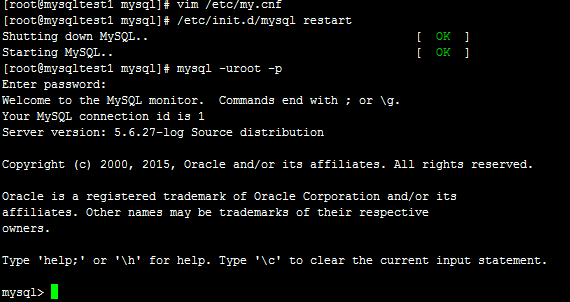 [root@mysqltest1 mysql]# vim /etc/my.cnf
[root@mysqltest1 mysql]# /etc/init.d/mysql restart
Shutting down MySQL.. [ OK ]
Starting MySQL.. [ OK ]
[root@mysqltest1 mysql]# mysql -uroot -p
Enter password:
Welcome to the MySQL monitor.  Commands end with ; or \g.
Your MySQL connection id is 1
Server version: 5.6.27-log Source distribution
Copyright (c) 2000, 2015, Oracle and/or its affiliates. All rights reserved.
Oracle is a registered trademark of Oracle Corporation and/or its
affiliates. Other names may be trademarks of their respective
owners.
Type 'help;' or '\h' for help. Type '\c' to clear the current input statement.
mysql>